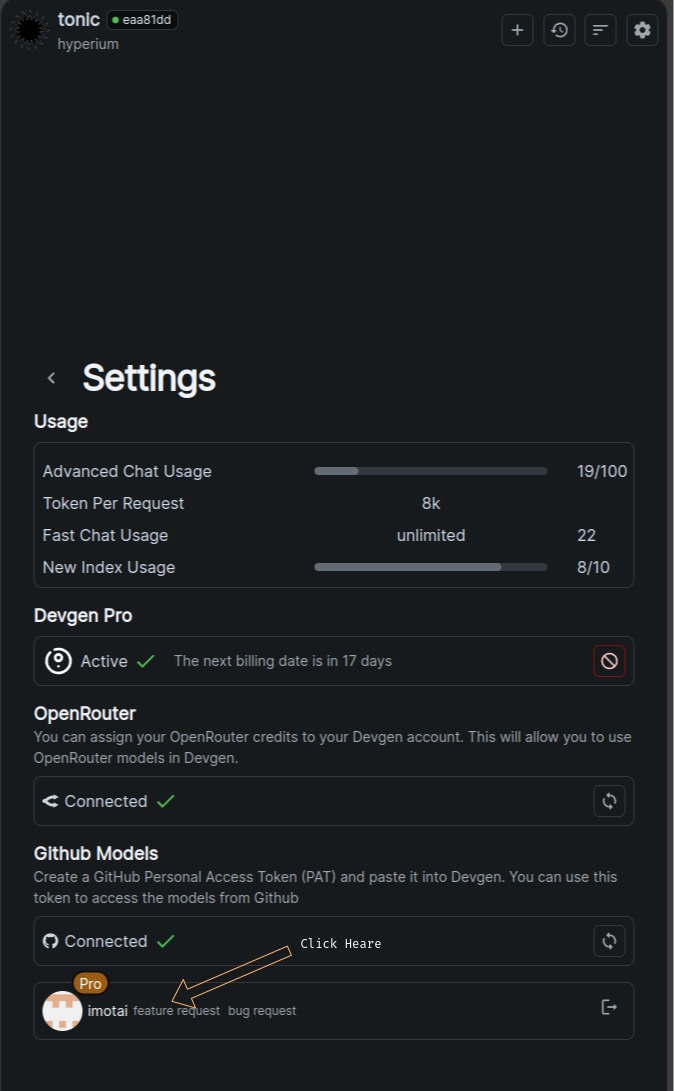 tonic eaa81dd
hyperium
Settings
Usage
Advanced Chat Usage 19/100
Token Per Request 8k
Fast Chat Usage unlimited 22
New Index Usage 8/10
Devgen Pro
Active The next billing date is in 17 days
OpenRouter
You can assign your OpenRouter credits to your Devgen account. This will allow you to use
OpenRouter models in Devgen.
Connected
Github Models
Create a GitHub Personal Access Token (PAT) and paste it into Devgen. You can use this
token to access the models from Github
Connected
Click Heare
Pro
imotai feature request bug request